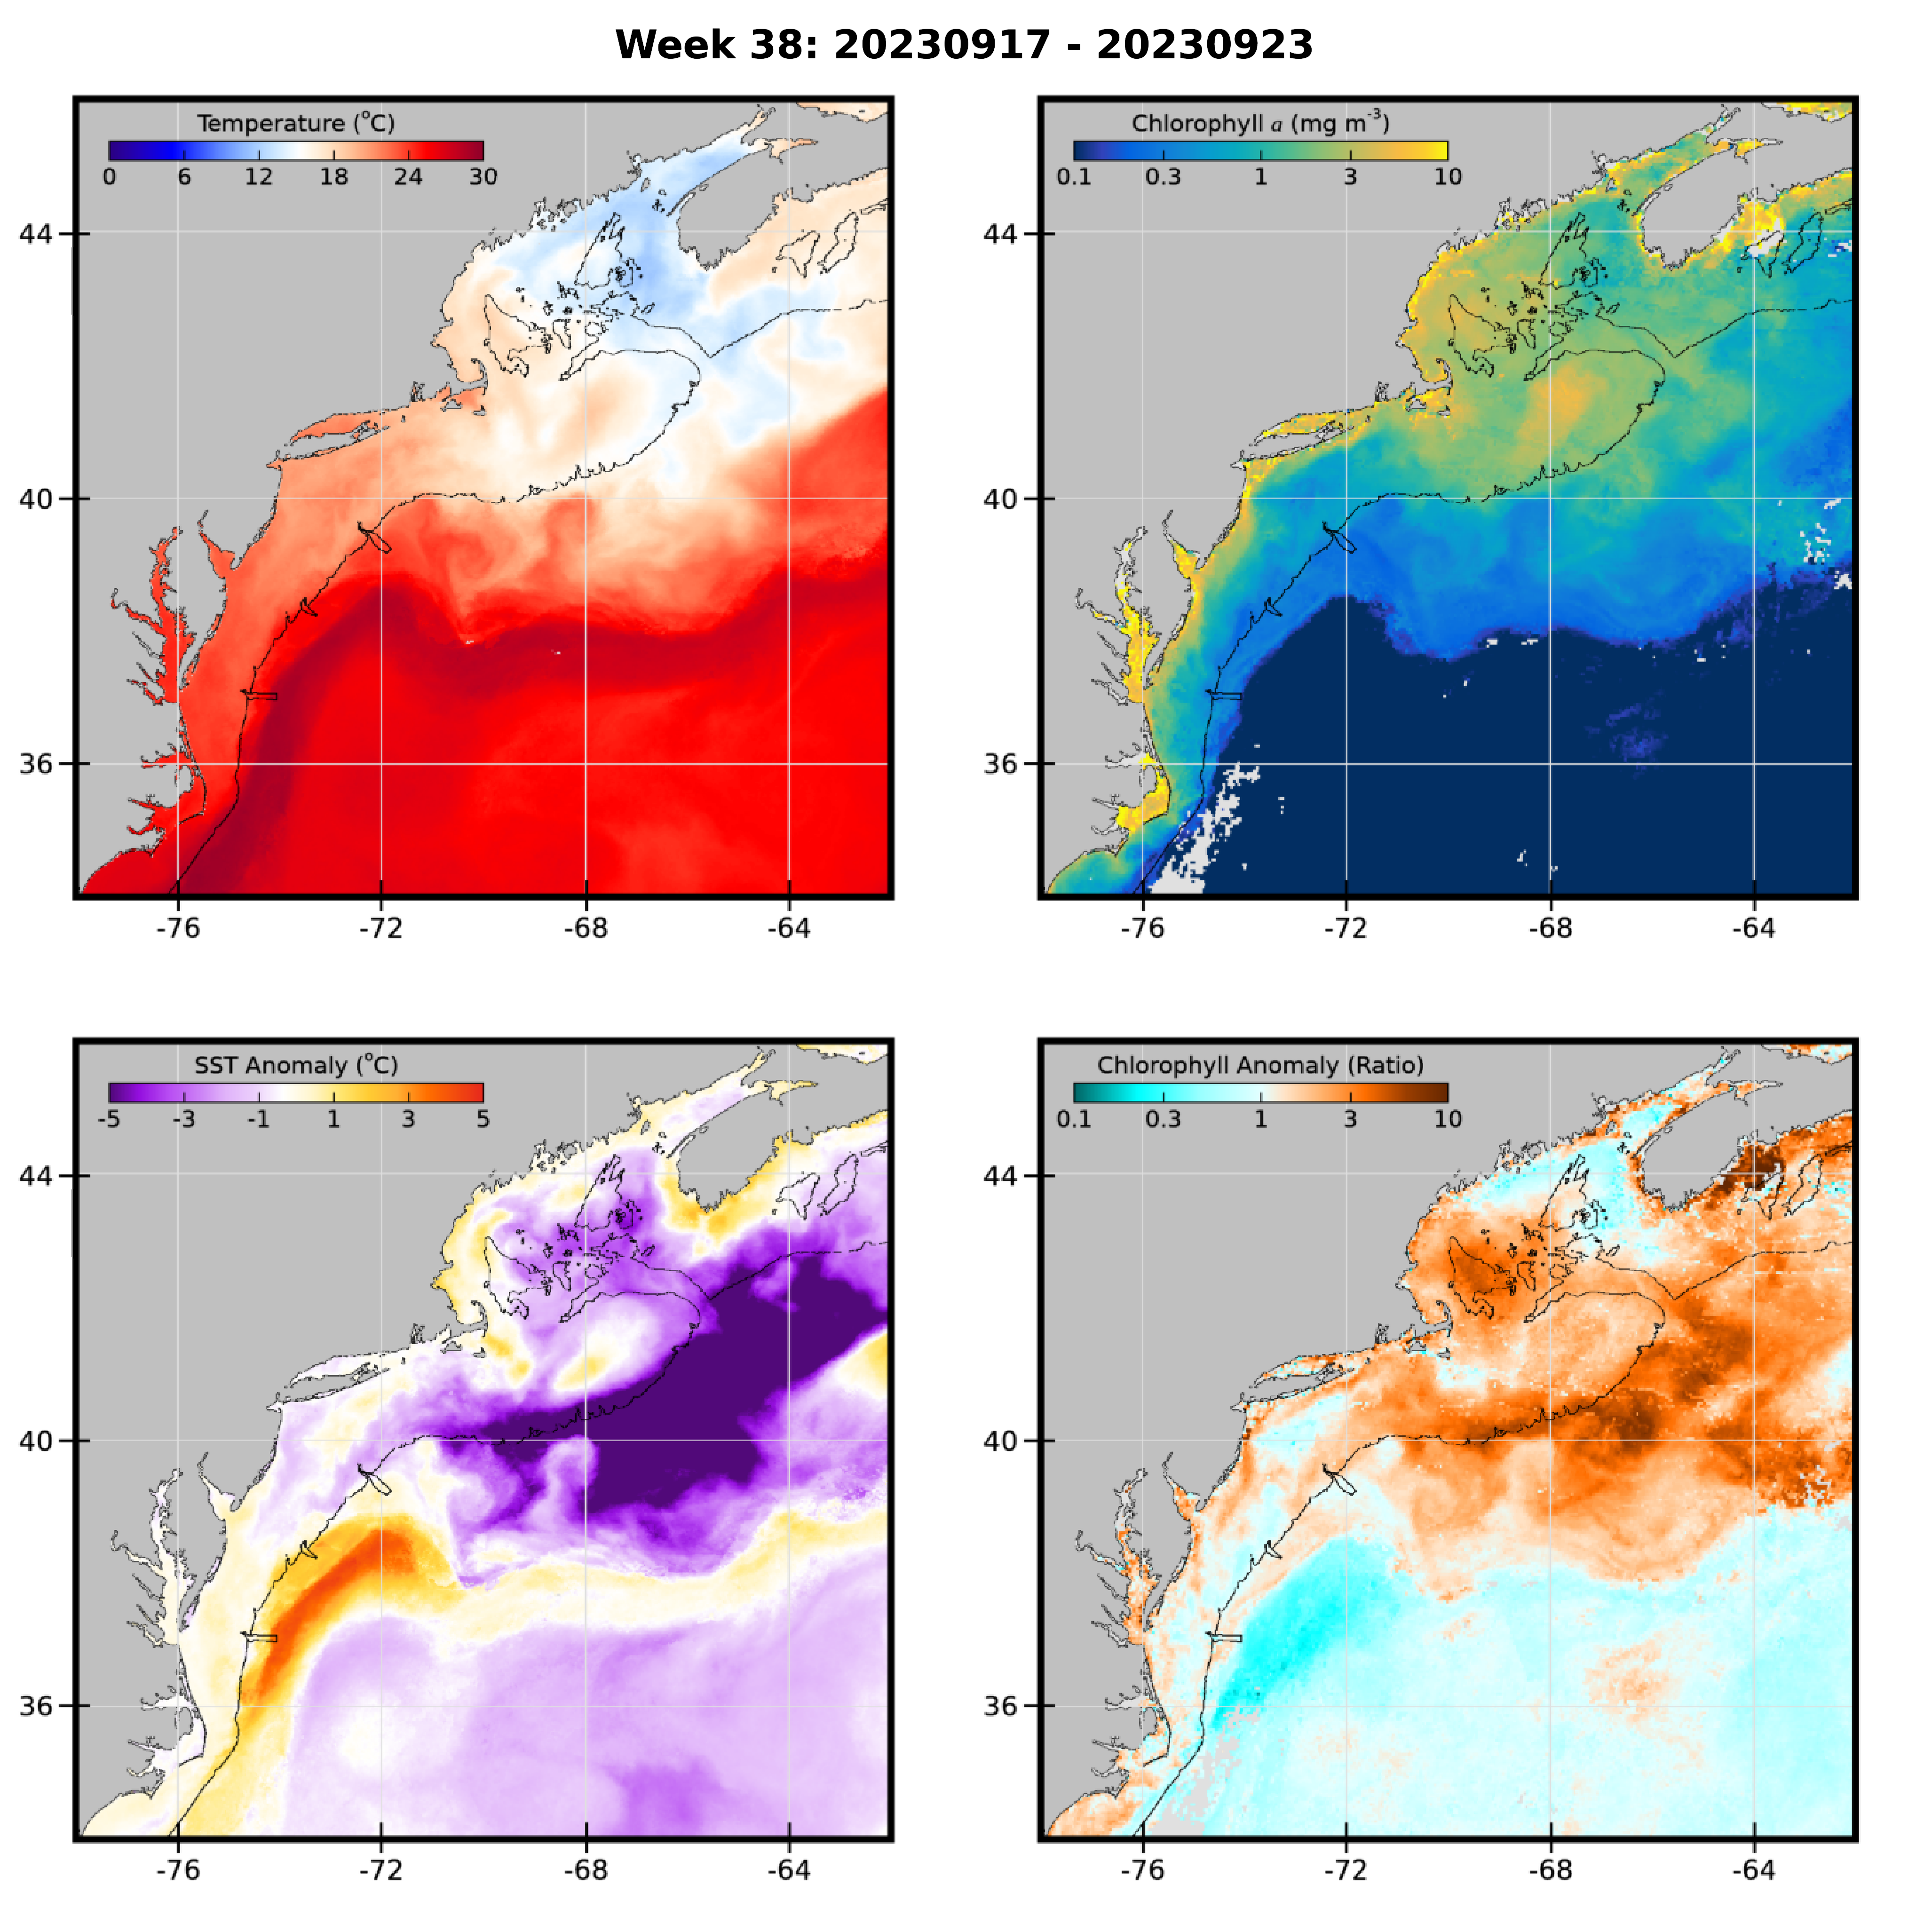 Week 38: 20230917 - 20230923
Temperature (°C)
0 6 12 18 24 30
44
40
36
-76 -72 -68 -64
Chlorophyll a (mg m⁻³)
0.1 0.3 1 3 10
44
40
36
-76 -72 -68 -64
SST Anomaly (°C)
-5 -3 -1 1 3 5
44
40
36
-76 -72 -68 -64
Chlorophyll Anomaly (Ratio)
0.1 0.3 1 3 10
44
40
36
-76 -72 -68 -64